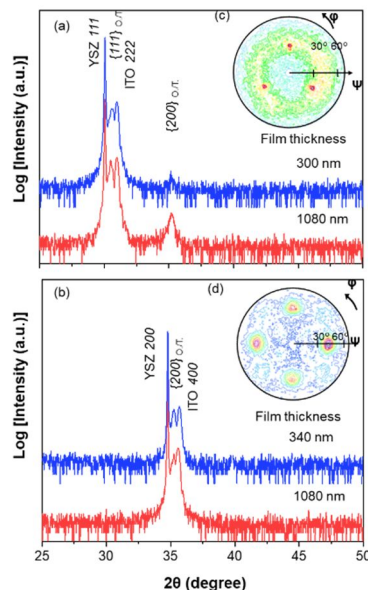 (a)
YSZ 111
{111} O/T.
ITO 222
{200} O/T.
(c)
φ
30° 60°
Ψ
Film thickness
300 nm
1080 nm
Log [Intensity (a.u.)]
(b)
YSZ 200
{200} O/T.
ITO 400
(d)
φ
30° 60°
Ψ
Film thickness
340 nm
1080 nm
Log [Intensity (a.u.)]
25 30 35 40 45 50
2θ (degree)